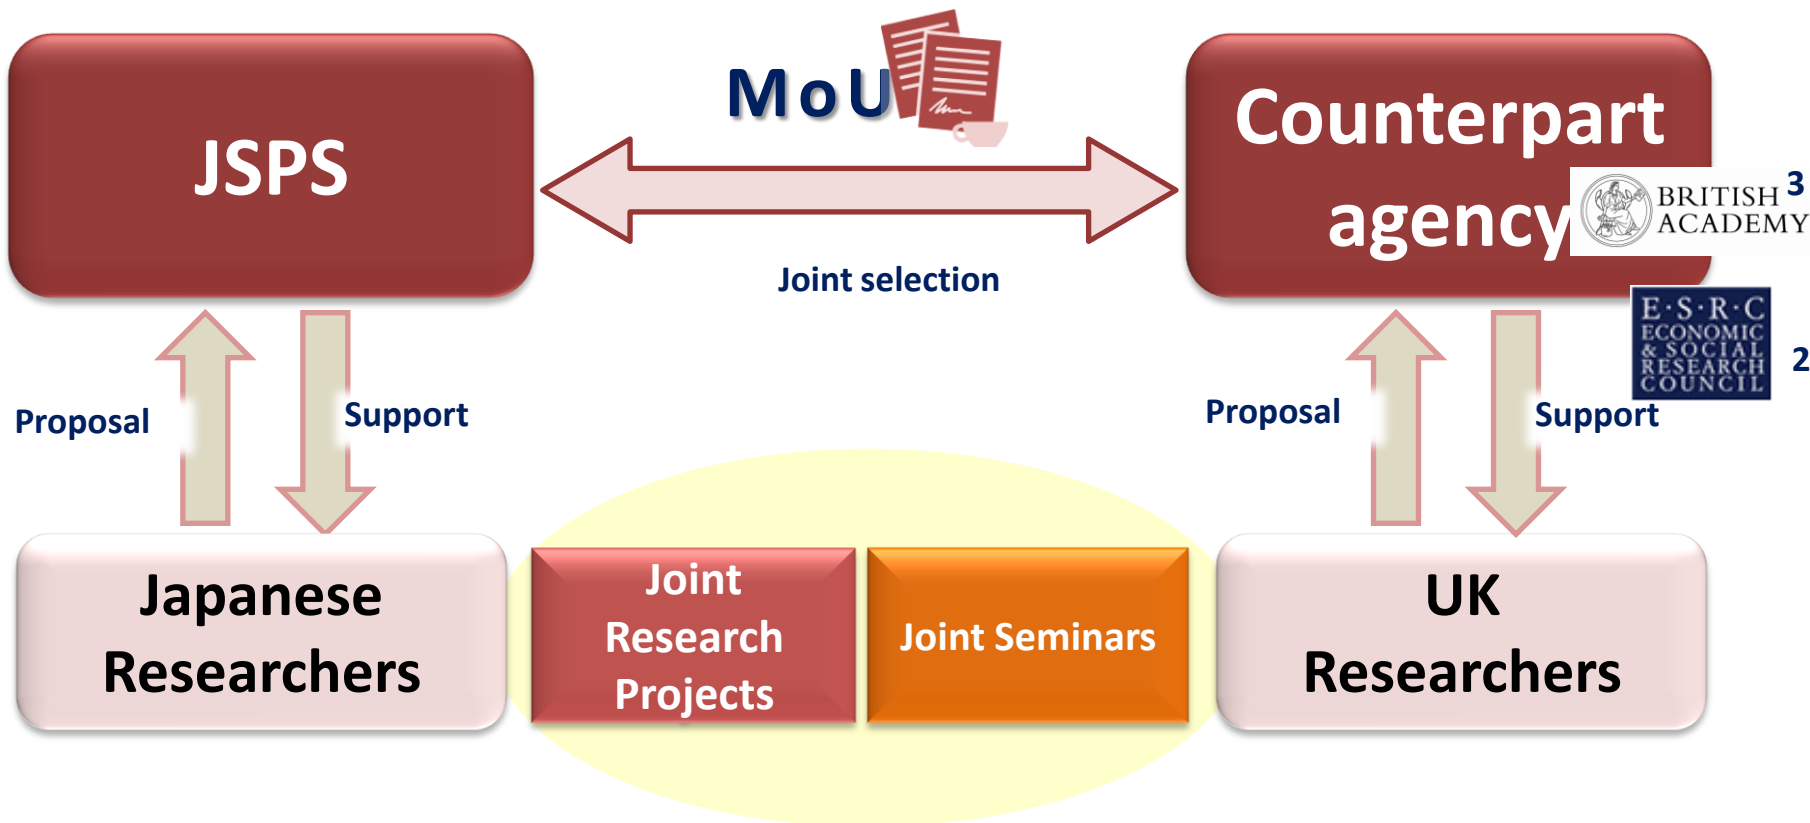 MoU
JSPS
Counterpart
agency
BRITISH
ACADEMY
3
Joint selection
E·S·R·C
ECONOMIC
& SOCIAL
RESEARCH
COUNCIL
2
Proposal
Support
Proposal
Support
Japanese
Researchers
Joint
Research
Projects
Joint Seminars
UK
Researchers